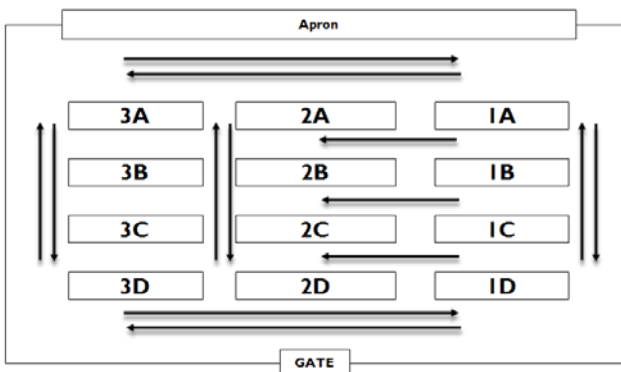 Apron
3A 2A 1A
3B 2B 1B
3C 2C 1C
3D 2D 1D
GATE